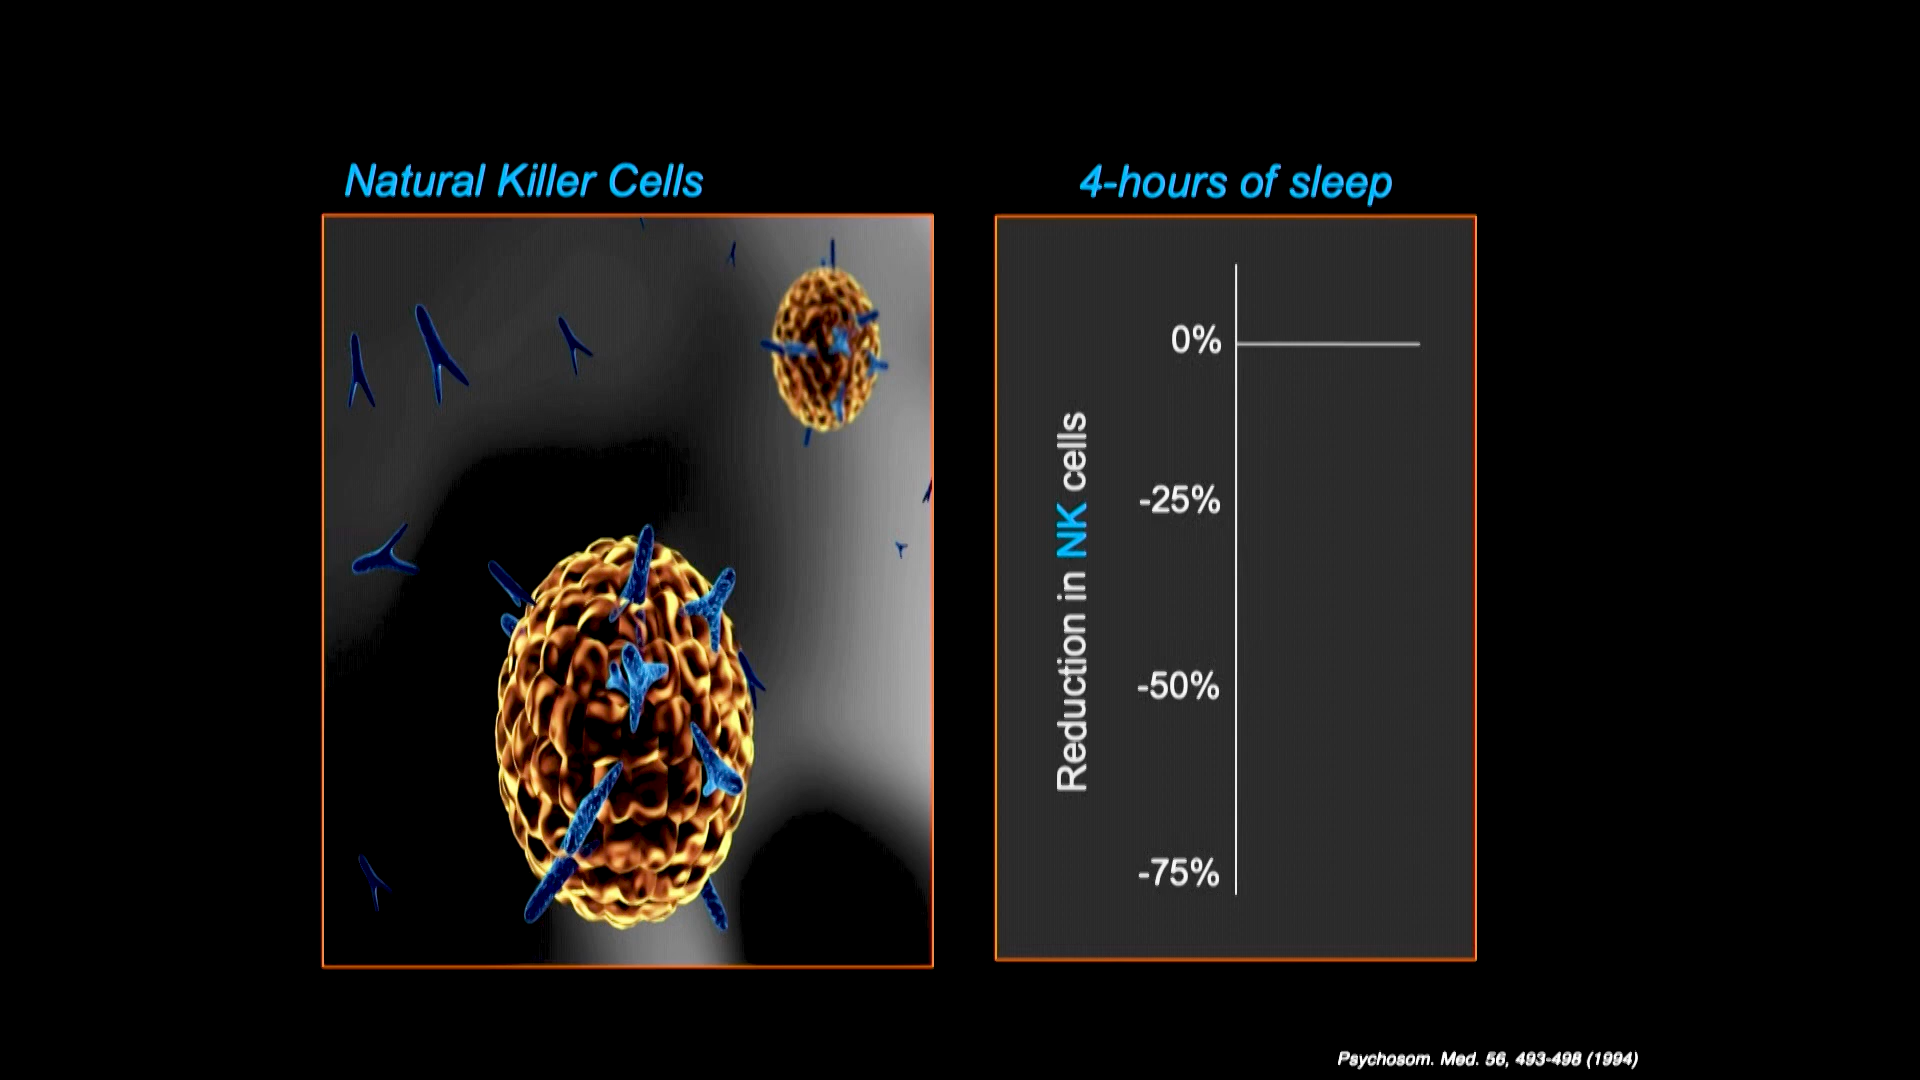 Natural Killer Cells
4-hours of sleep
Reduction in NK cells
0%
-25%
-50%
-75%
Psychosom. Med. 56, 493-498 (1994)